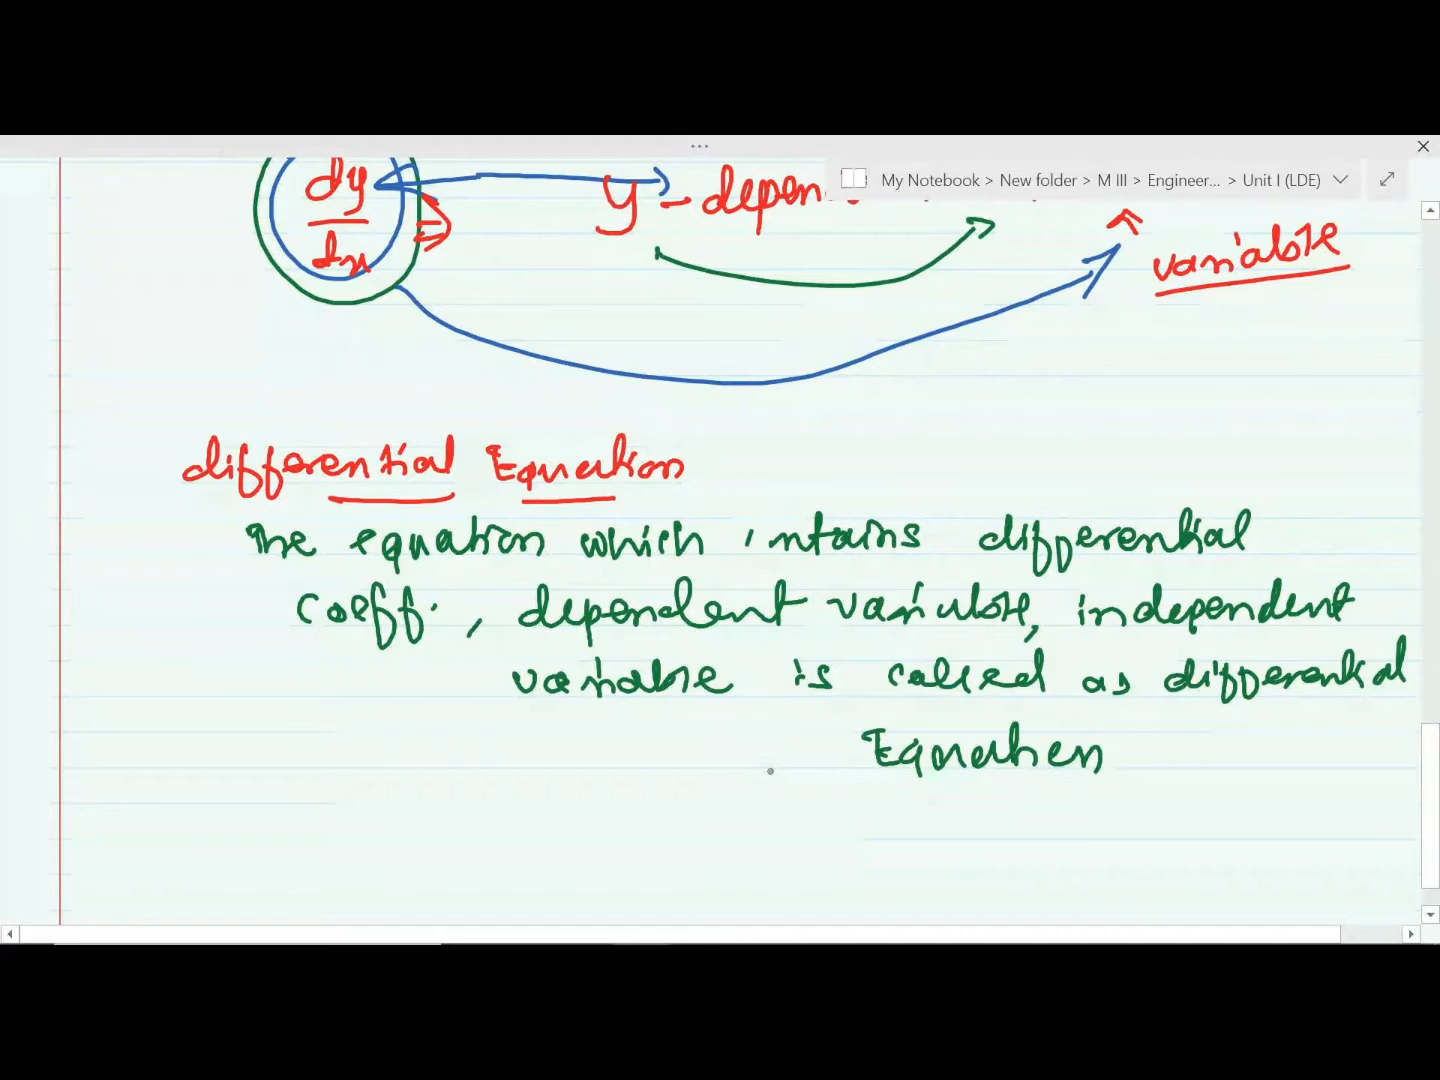 My Notebook > New folder > M III > Engineer... > Unit I (LDE)
dy
dx
y - depen
variable
differential Equation
The equation which intains differential
coeff. , dependent variable, independent
variable is called as differential
Equation